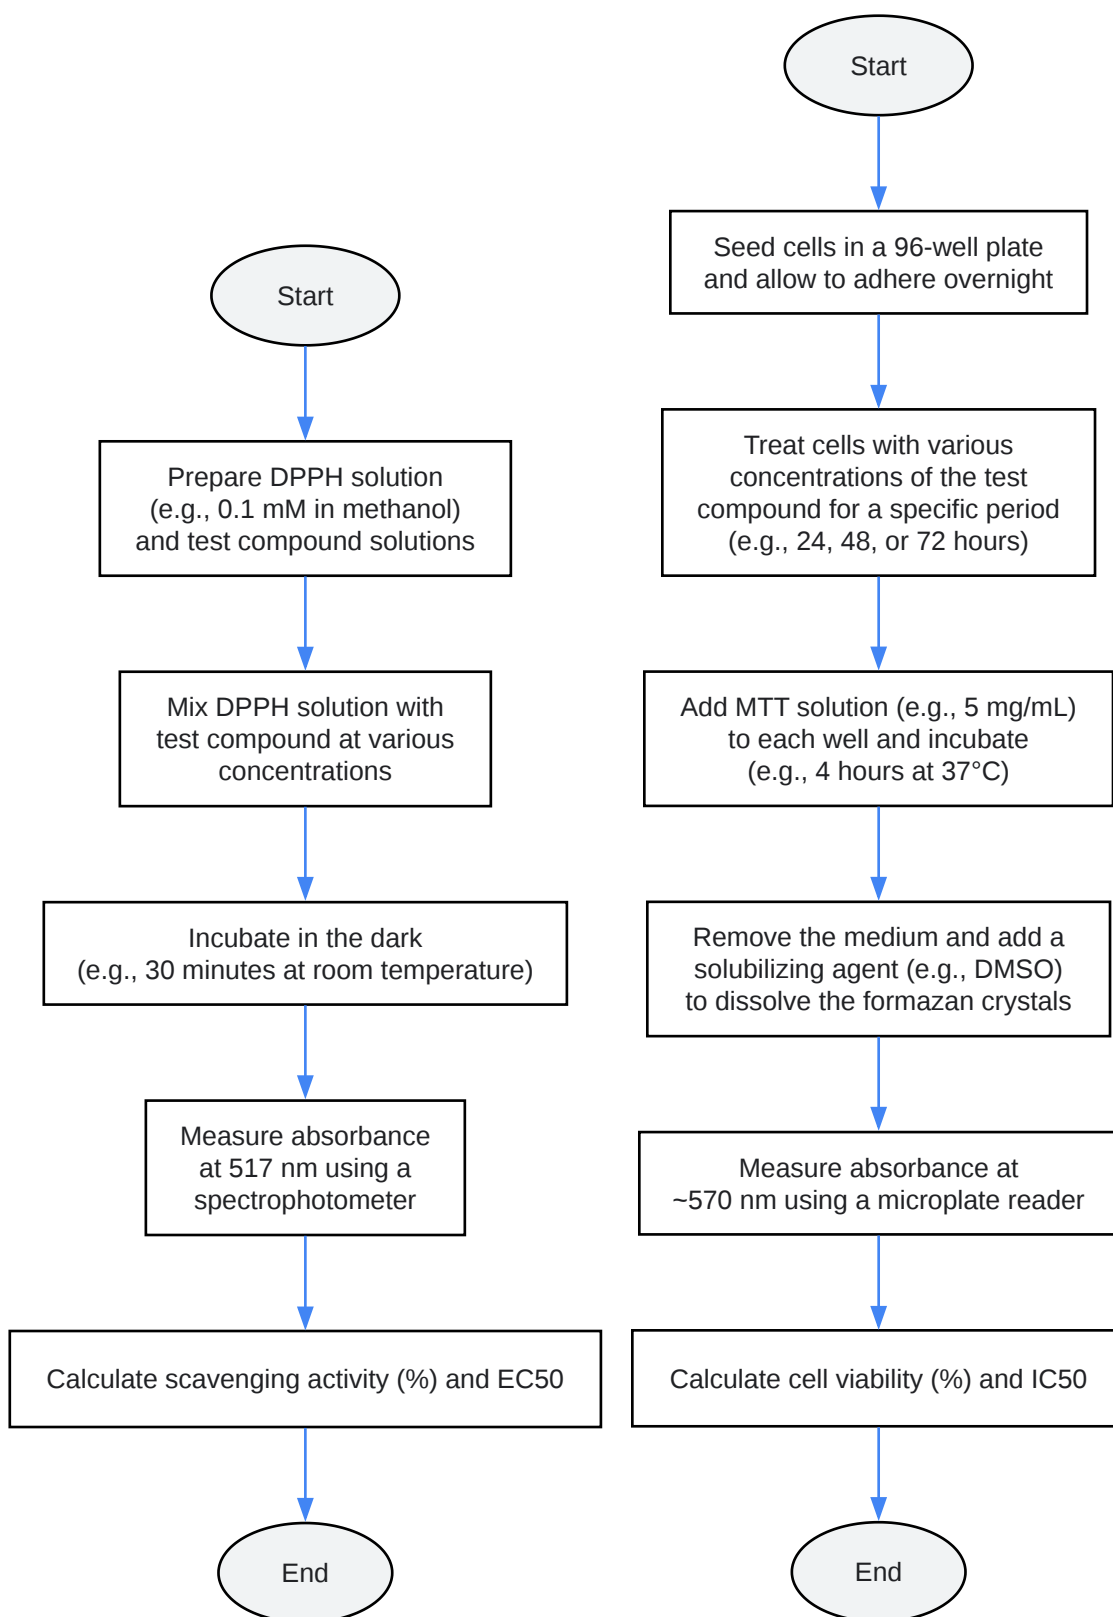 Start
Prepare DPPH solution
(e.g., 0.1 mM in methanol)
and test compound solutions
Mix DPPH solution with
test compound at various
concentrations
Incubate in the dark
(e.g., 30 minutes at room temperature)
Measure absorbance
at 517 nm using a
spectrophotometer
Calculate scavenging activity (%) and EC50
End
Start
Seed cells in a 96-well plate
and allow to adhere overnight
Treat cells with various
concentrations of the test
compound for a specific period
(e.g., 24, 48, or 72 hours)
Add MTT solution (e.g., 5 mg/mL)
to each well and incubate
(e.g., 4 hours at 37°C)
Remove the medium and add a
solubilizing agent (e.g., DMSO)
to dissolve the formazan crystals
Measure absorbance at
~570 nm using a microplate reader
Calculate cell viability (%) and IC50
End